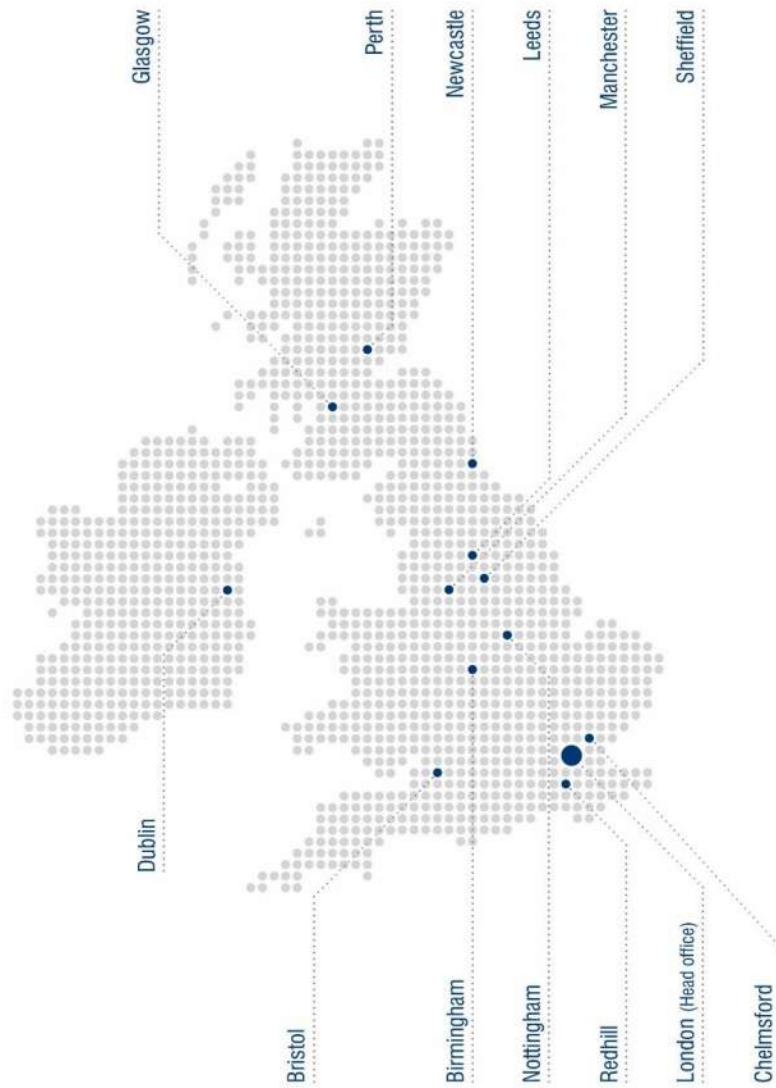 Glasgow
Perth
Newcastle
Leeds
Manchester
Sheffield
Dublin
Bristol
Birmingham
Nottingham
Redhill
London (Head office)
Chelmsford